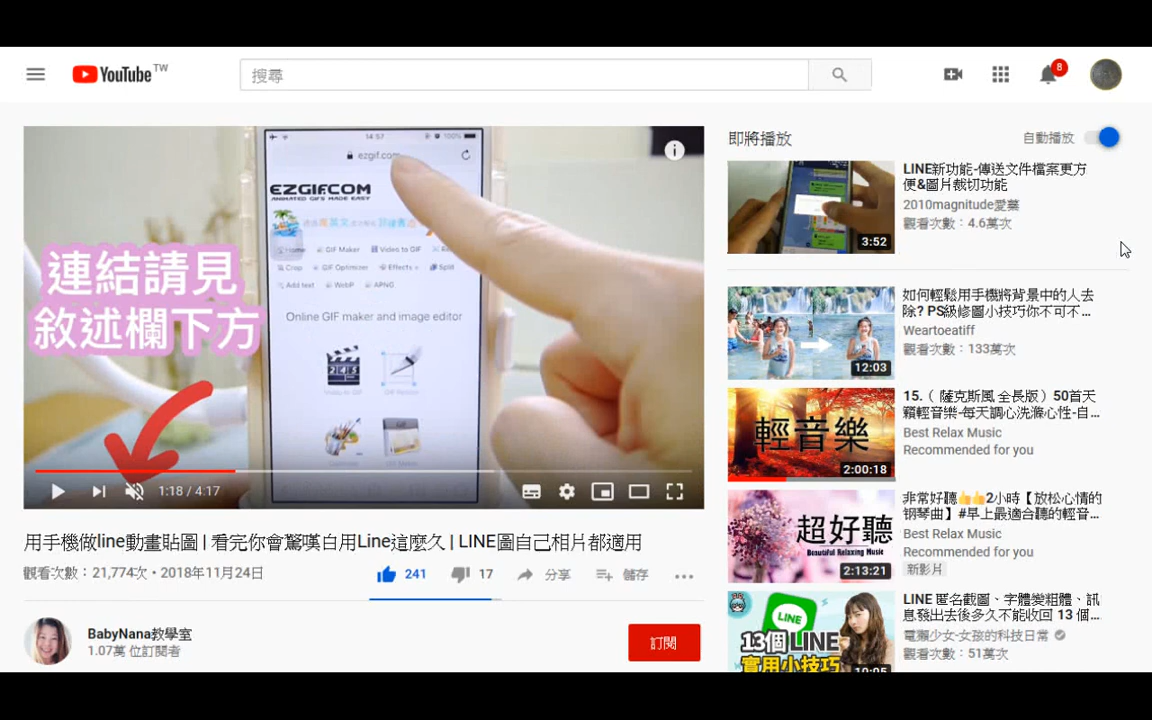 YouTube TW
搜尋
8
14:57
100%
ezgif.com
EZGIF.COM
ANIMATED GIFS MADE EASY
Home
GIF Maker
Video to GIF
Crop
GIF Optimizer
Effects
Split
Add text
WebP
APNG
Online GIF maker and image editor
連結請見
敘述欄下方
1:18 / 4:17
用手機做line動畫貼圖 | 看完你會驚嘆白用Line這麼久 | LINE圖自己相片都適用
觀看次數：21,774次 • 2018年11月24日
241
17
分享
儲存
BabyNana教學室
1.07萬 位訂閱者
訂閱
即將播放
自動播放
3:52
LINE新功能-傳送文件檔案更方
便&圖片裁切功能
2010magnitude愛藥
觀看次數：4.6萬次
12:03
如何輕鬆用手機將背景中的人去
除? PS級修圖小技巧你不可不…
Weartoeatiff
觀看次數：133萬次
輕音樂
2:00:18
15.（ 薩克斯風 全長版）50首天
籟輕音樂-每天調心洗滌心性-自…
Best Relax Music
Recommended for you
超好聽
Beautiful Relaxing Music
2:13:21
非常好聽👍👍2小時【放松心情的
钢琴曲】#早上最適合聽的輕音…
Best Relax Music
Recommended for you
新影片
LINE
13個LINE
實用小技巧
10:05
LINE 匿名截圖、字體變粗體、訊
息發出去後多久不能收回 13 個…
電獺少女-女孩的科技日常
觀看次數：51萬次